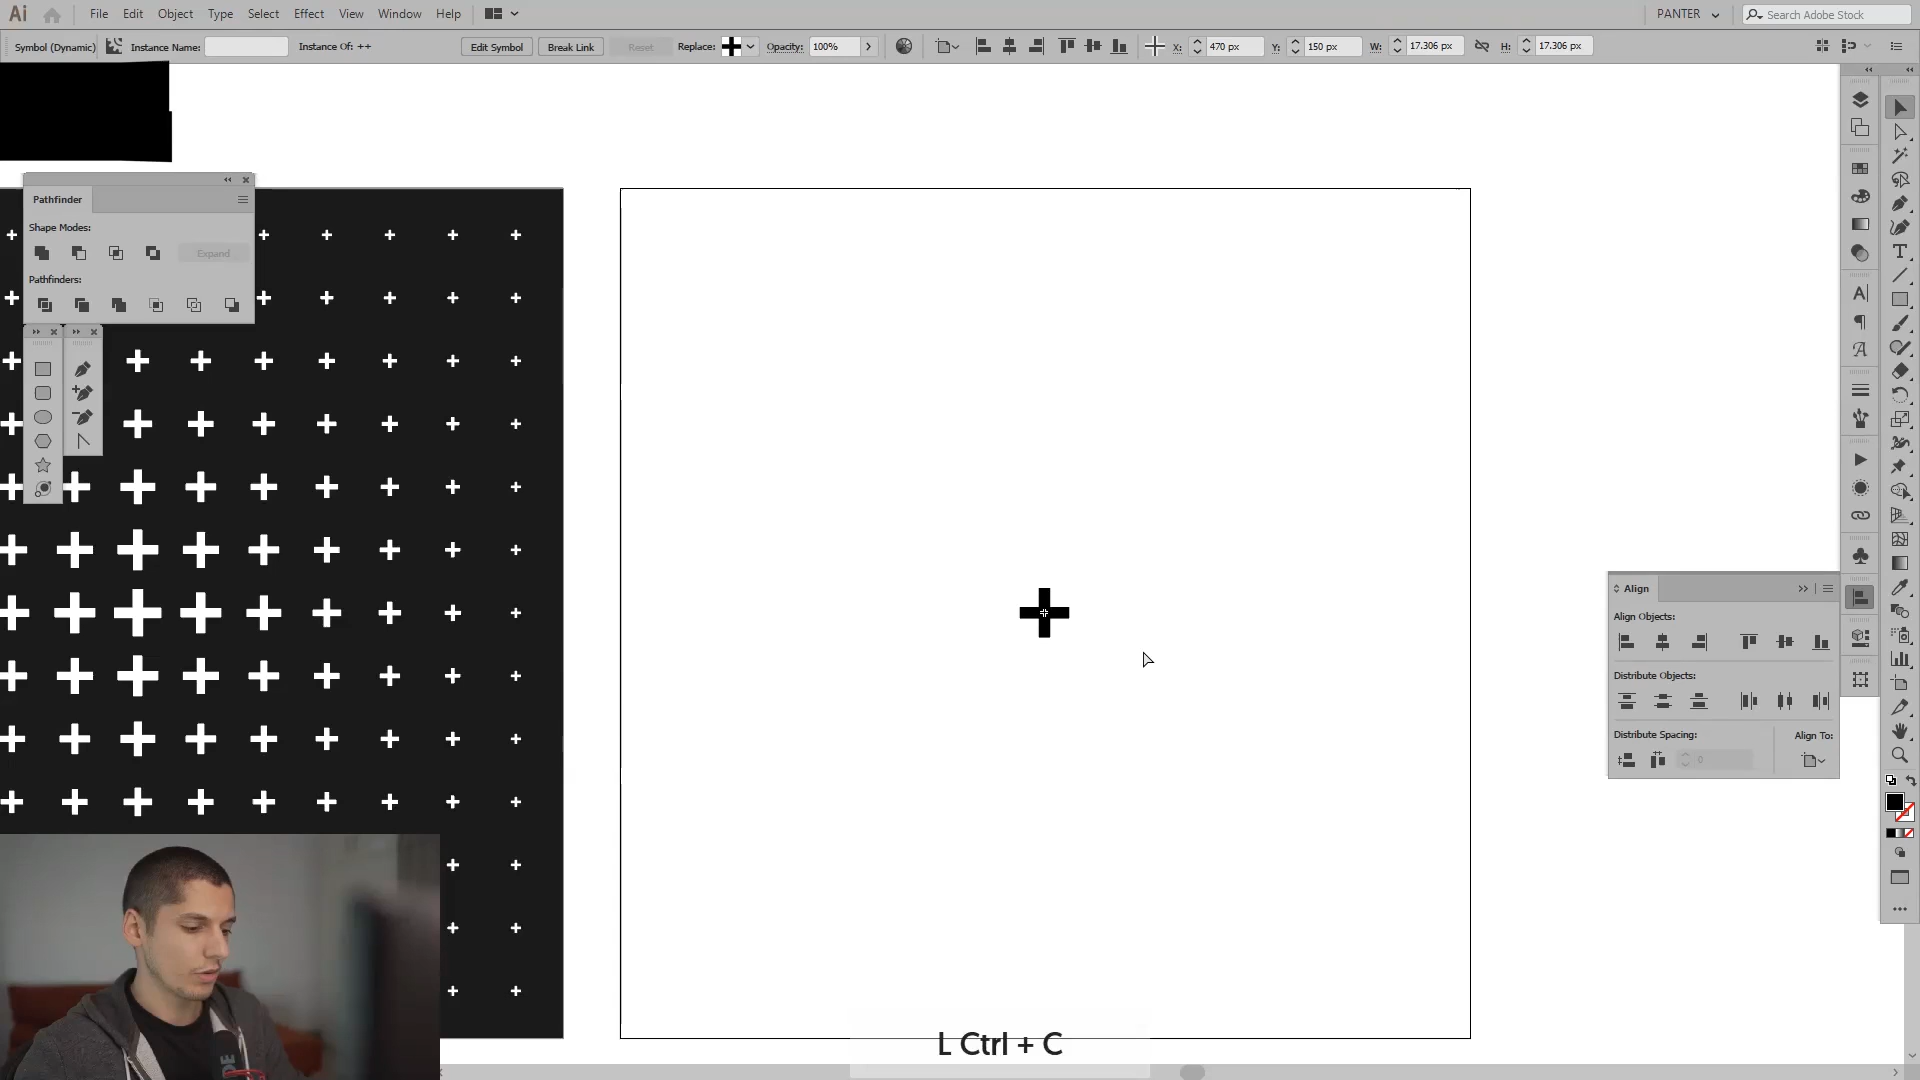 Ai File Edit Object Type Select Effect View Window Help PANTER Search Adobe Stock
Symbol (Dynamic) Instance Name: Instance Of: ++ Edit Symbol Break Link Reset Replace: Opacity: 100% X: 470 px Y: 150 px W: 17.306 px H: 17.306 px
Pathfinder
Shape Modes:
Expand
Pathfinders:
Align
Align Objects:
Distribute Objects:
Distribute Spacing: Align To:
0
L Ctrl + C